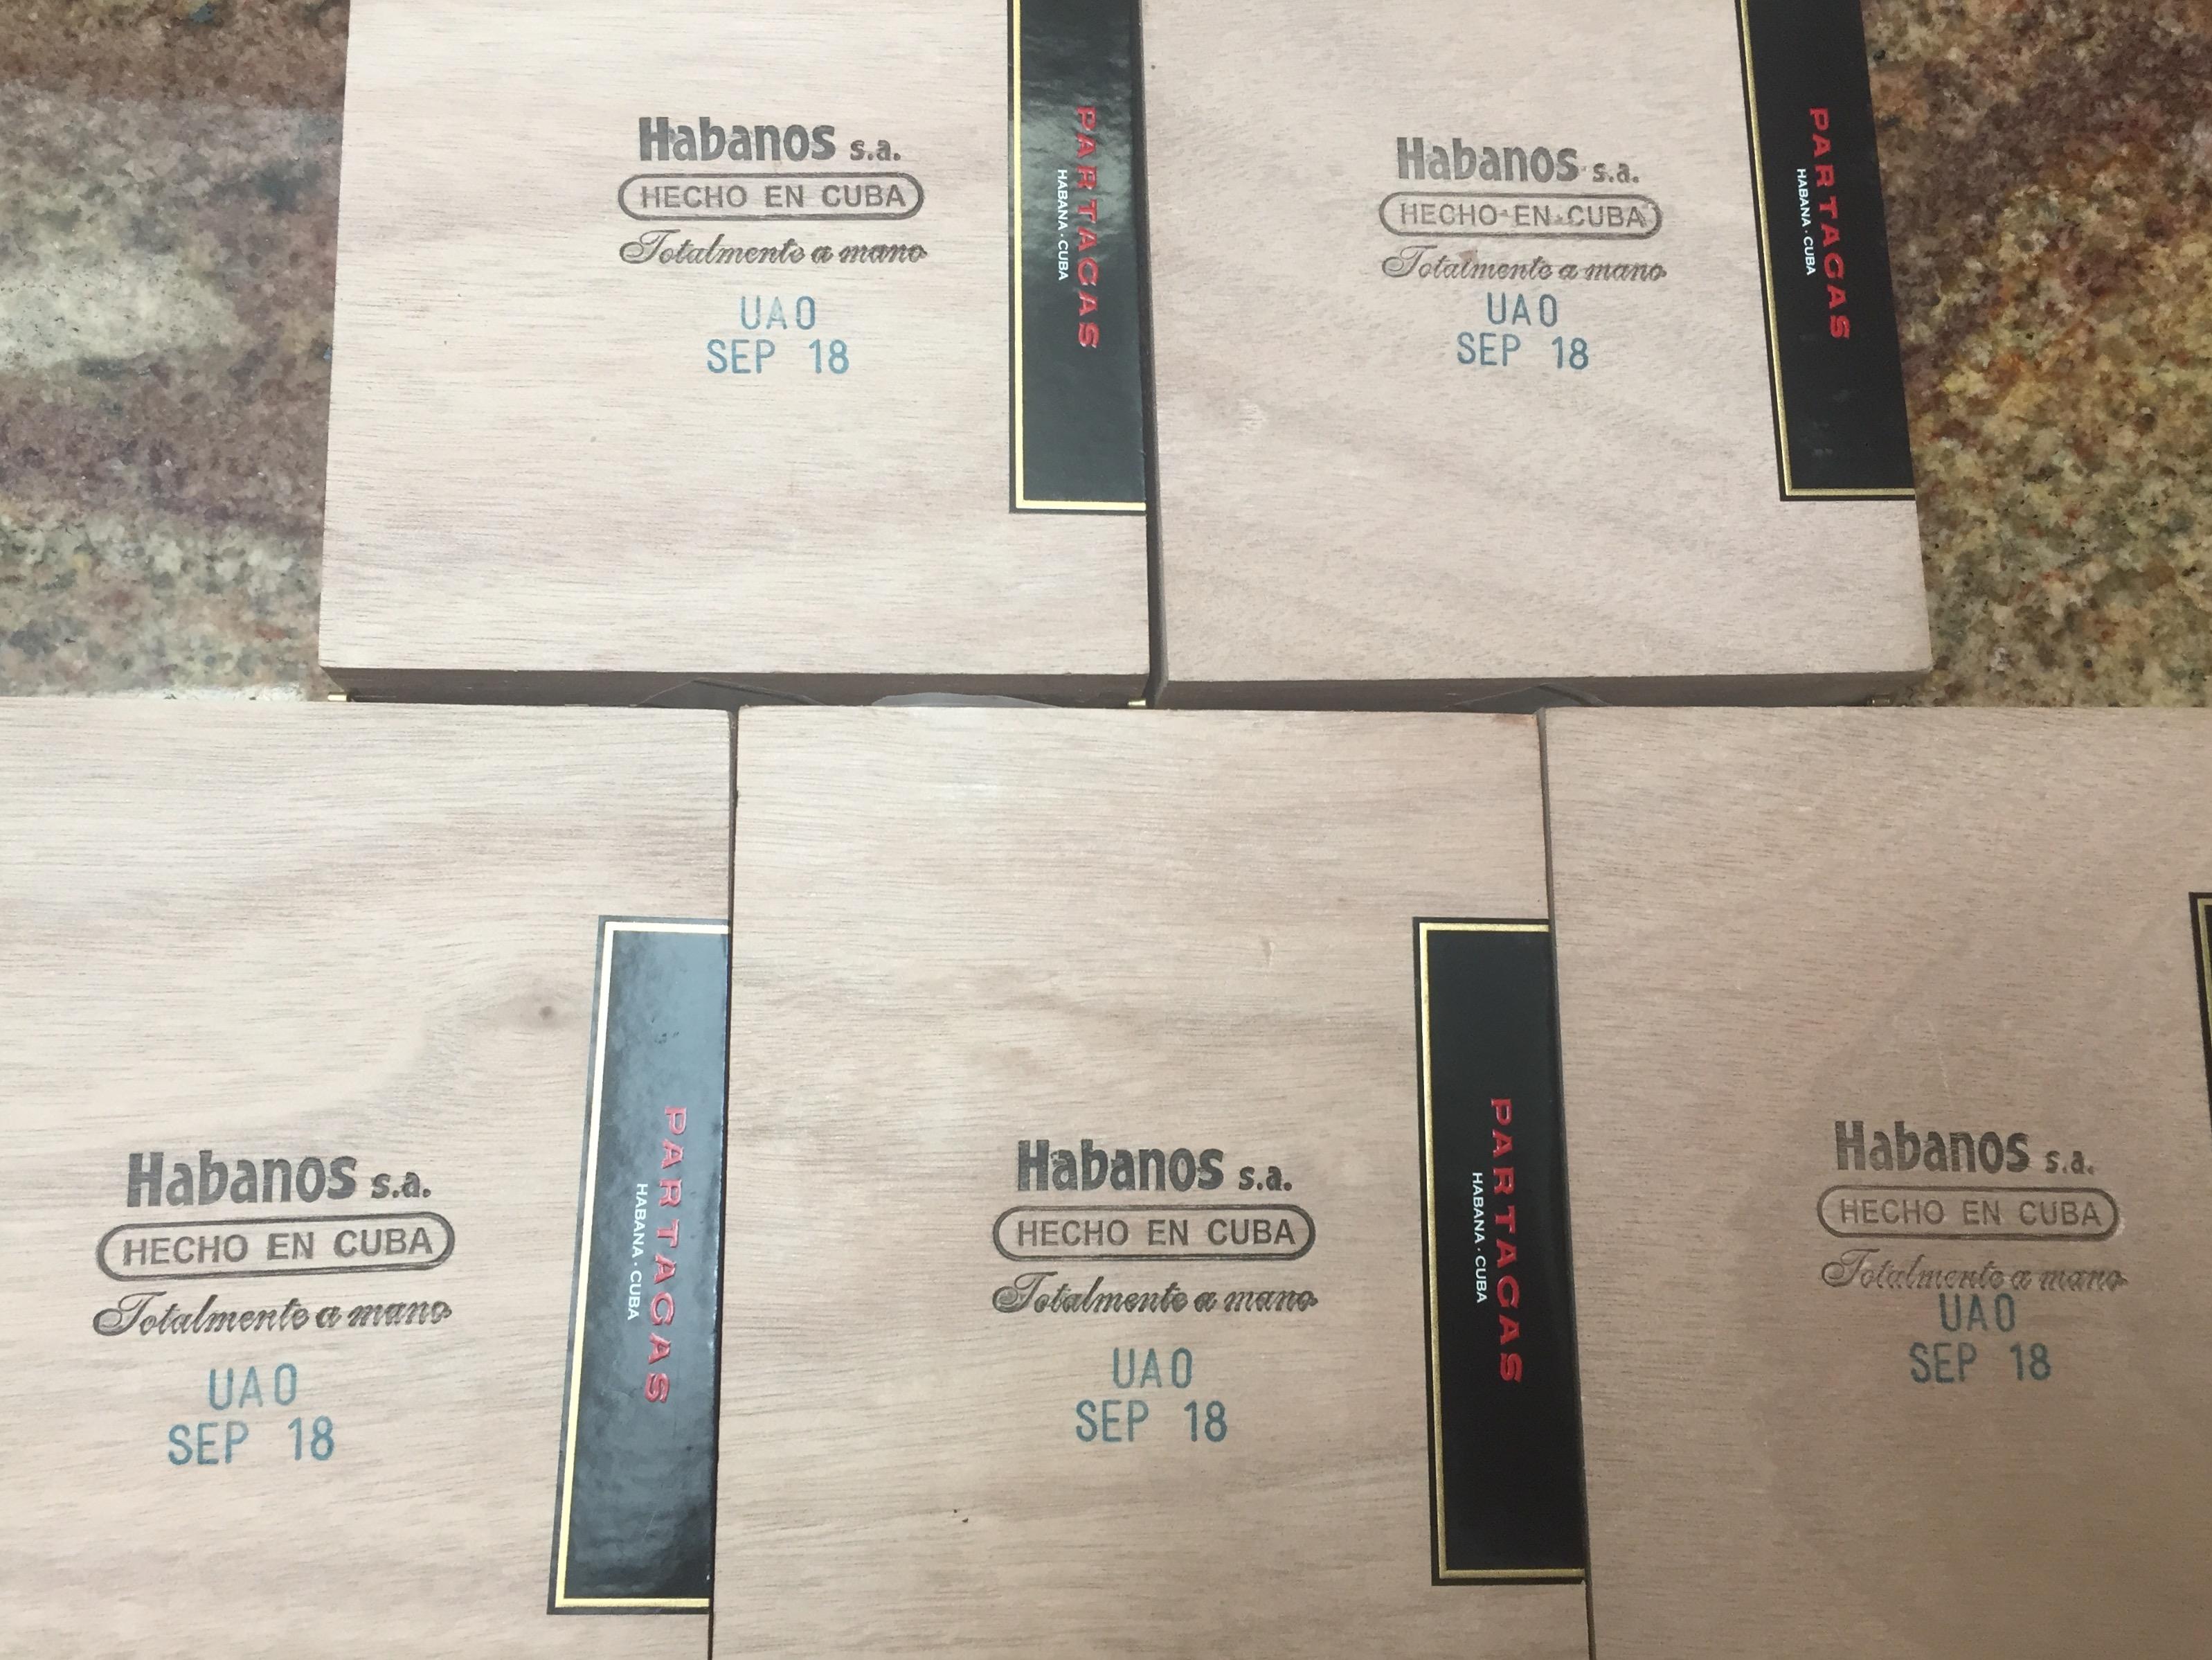 Habanos s.a.
HECHO EN CUBA
Totalmente a mano
UAO
SEP 18
PARTAGAS
HABANA · CUBA
Habanos s.a.
HECHO EN CUBA
Totalmente a mano
UAO
SEP 18
PARTAGAS
HABANA · CUBA
Habanos s.a.
HECHO EN CUBA
Totalmente a mano
UAO
SEP 18
PARTAGAS
HABANA · CUBA
Habanos s.a.
HECHO EN CUBA
Totalmente a mano
UAO
SEP 18
PARTAGAS
HABANA · CUBA
Habanos s.a.
HECHO EN CUBA
Totalmente a mano
UAO
SEP 18